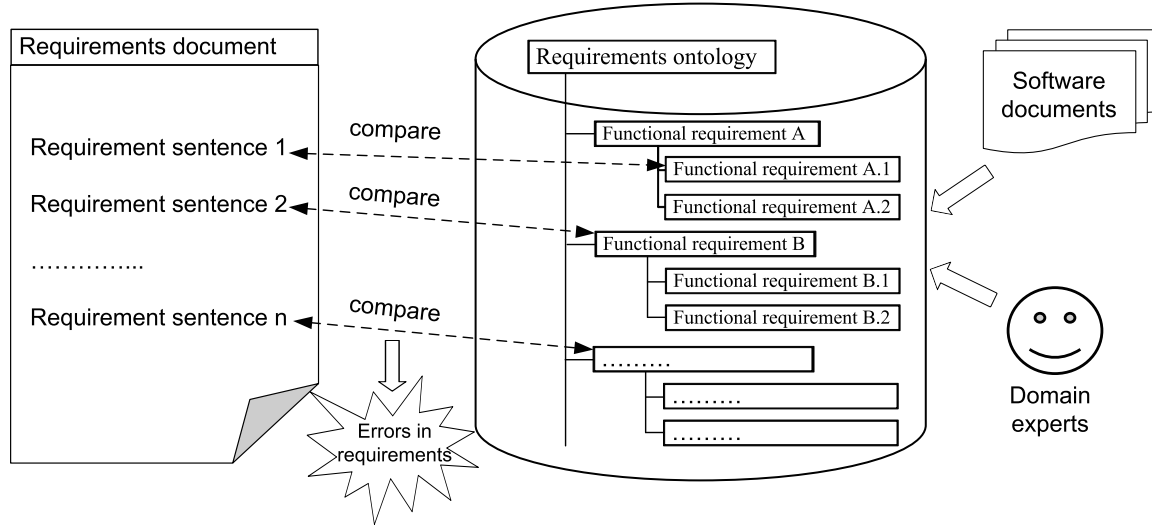 Requirements document
Requirement sentence 1
Requirement sentence 2
……………..
Requirement sentence n
compare
compare
compare
Errors in
requirements
Requirements ontology
Functional requirement A
Functional requirement A.1
Functional requirement A.2
Functional requirement B
Functional requirement B.1
Functional requirement B.2
………
………
………
Software
documents
Domain
experts